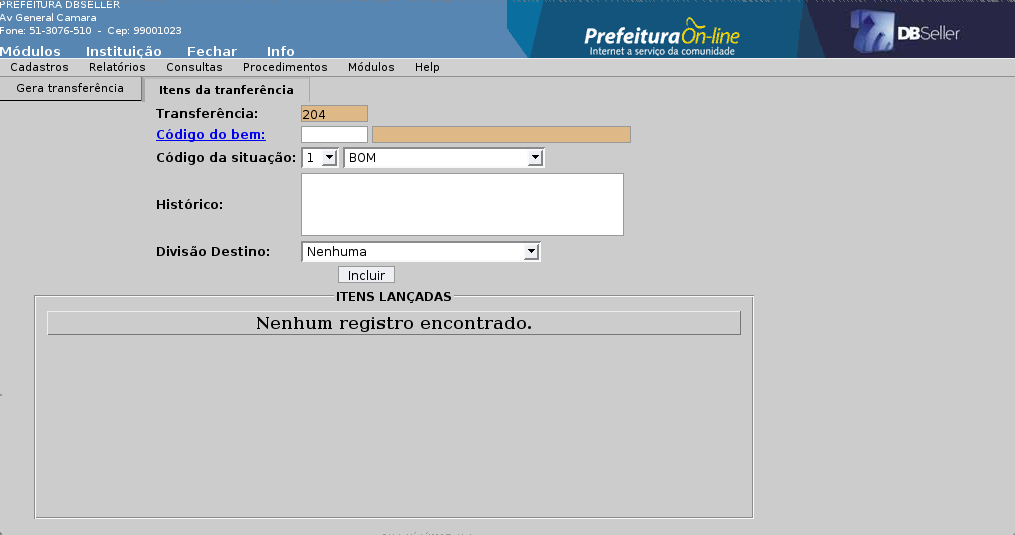 PREFEITURA DBSELLER
Av General Camara
Fone: 51-3076-510 - Cep: 99001023
Módulos Instituição Fechar Info
Prefeitura On-line
Internet a serviço da comunidade
DBSeller
Cadastros Relatórios Consultas Procedimentos Módulos Help
Gera transferência Itens da tranferência
Transferência: 204
Código do bem:
Código da situação: 1 BOM
Histórico:
Divisão Destino: Nenhuma
Incluir
ITENS LANÇADAS
Nenhum registro encontrado.